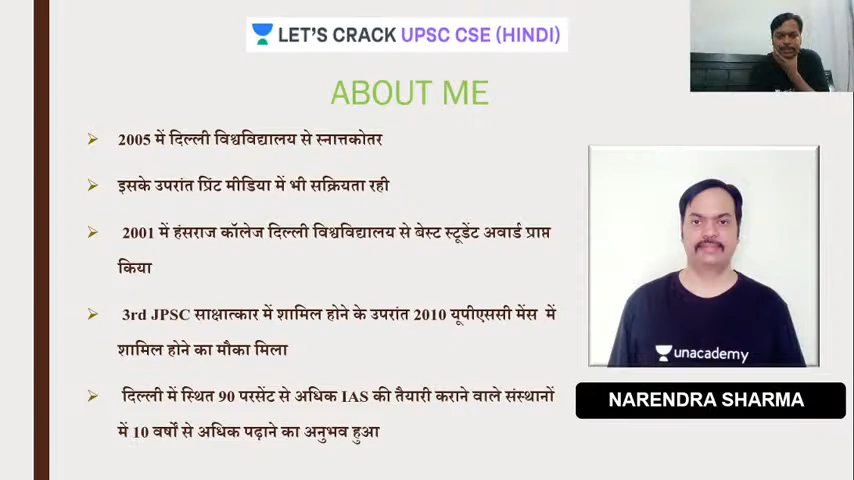 LET'S CRACK UPSC CSE (HINDI)
ABOUT ME
2005 में दिल्ली विश्वविद्यालय से स्नात्तकोतर
इसके उपरांत प्रिंट मीडिया में भी सक्रियता रही
2001 में हंसराज कॉलेज दिल्ली विश्वविद्यालय से बेस्ट स्टूडेंट अवार्ड प्राप्त
किया
3rd JPSC साक्षात्कार में शामिल होने के उपरांत 2010 यूपीएससी मेंस में
शामिल होने का मौका मिला
दिल्ली में स्थित 90 परसेंट से अधिक IAS की तैयारी कराने वाले संस्थानों
में 10 वर्षों से अधिक पढ़ाने का अनुभव हुआ
unacademy
NARENDRA SHARMA